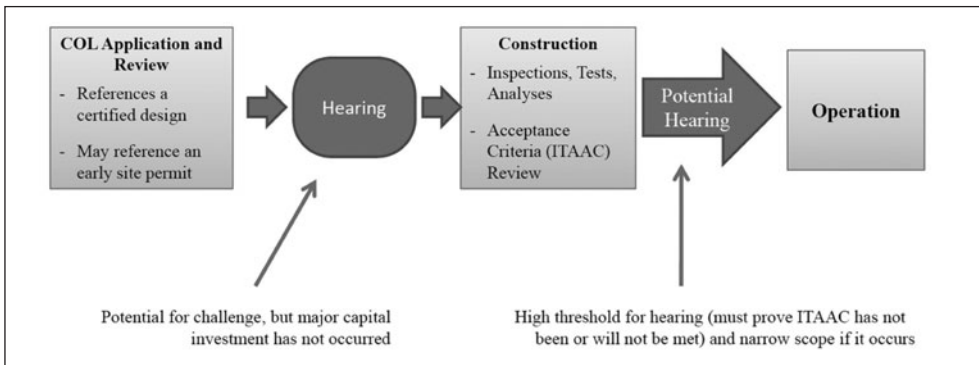 COL Application and
Review
- References a
certified design
- May reference an
early site permit
Hearing
Construction
- Inspections, Tests,
Analyses
- Acceptance
Criteria (ITAAC)
Review
Potential
Hearing
Operation
Potential for challenge, but major capital
investment has not occurred
High threshold for hearing (must prove ITAAC has not
been or will not be met) and narrow scope if it occurs